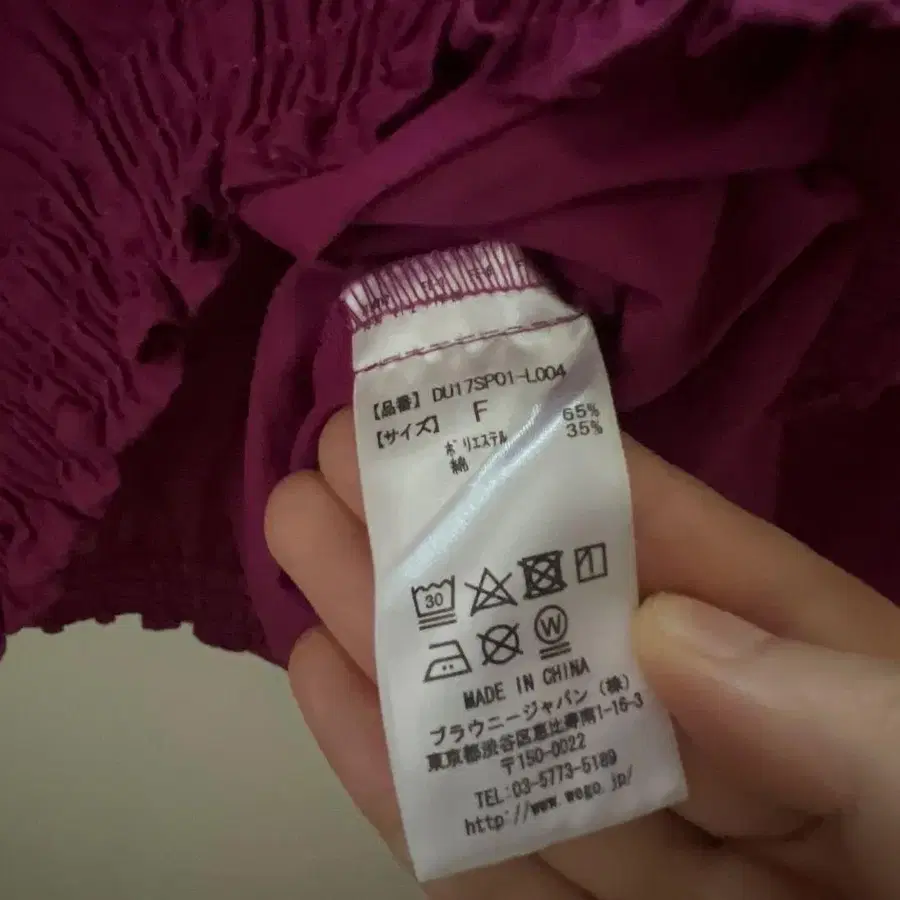 【品番】 DU17SP01-L004
【サイズ】 F
ポリエステル 65%
綿 35%
30
W
MADE IN CHINA
ブラウニージャパン (株)
東京都渋谷区恵比寿南1-16-3
〒150-0022
TEL:03-5773-5189
http://www.wego.jp/